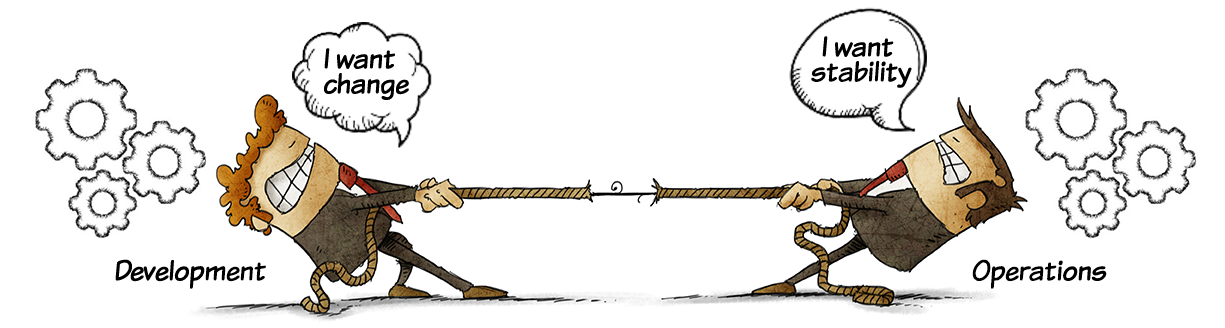 I want
change
I want
stability
Development
Operations